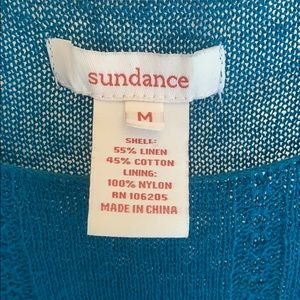 sundance
M
SHELL:
55% LINEN
45% COTTON
LINING:
100% NYLON
RN 106205
MADE IN CHINA